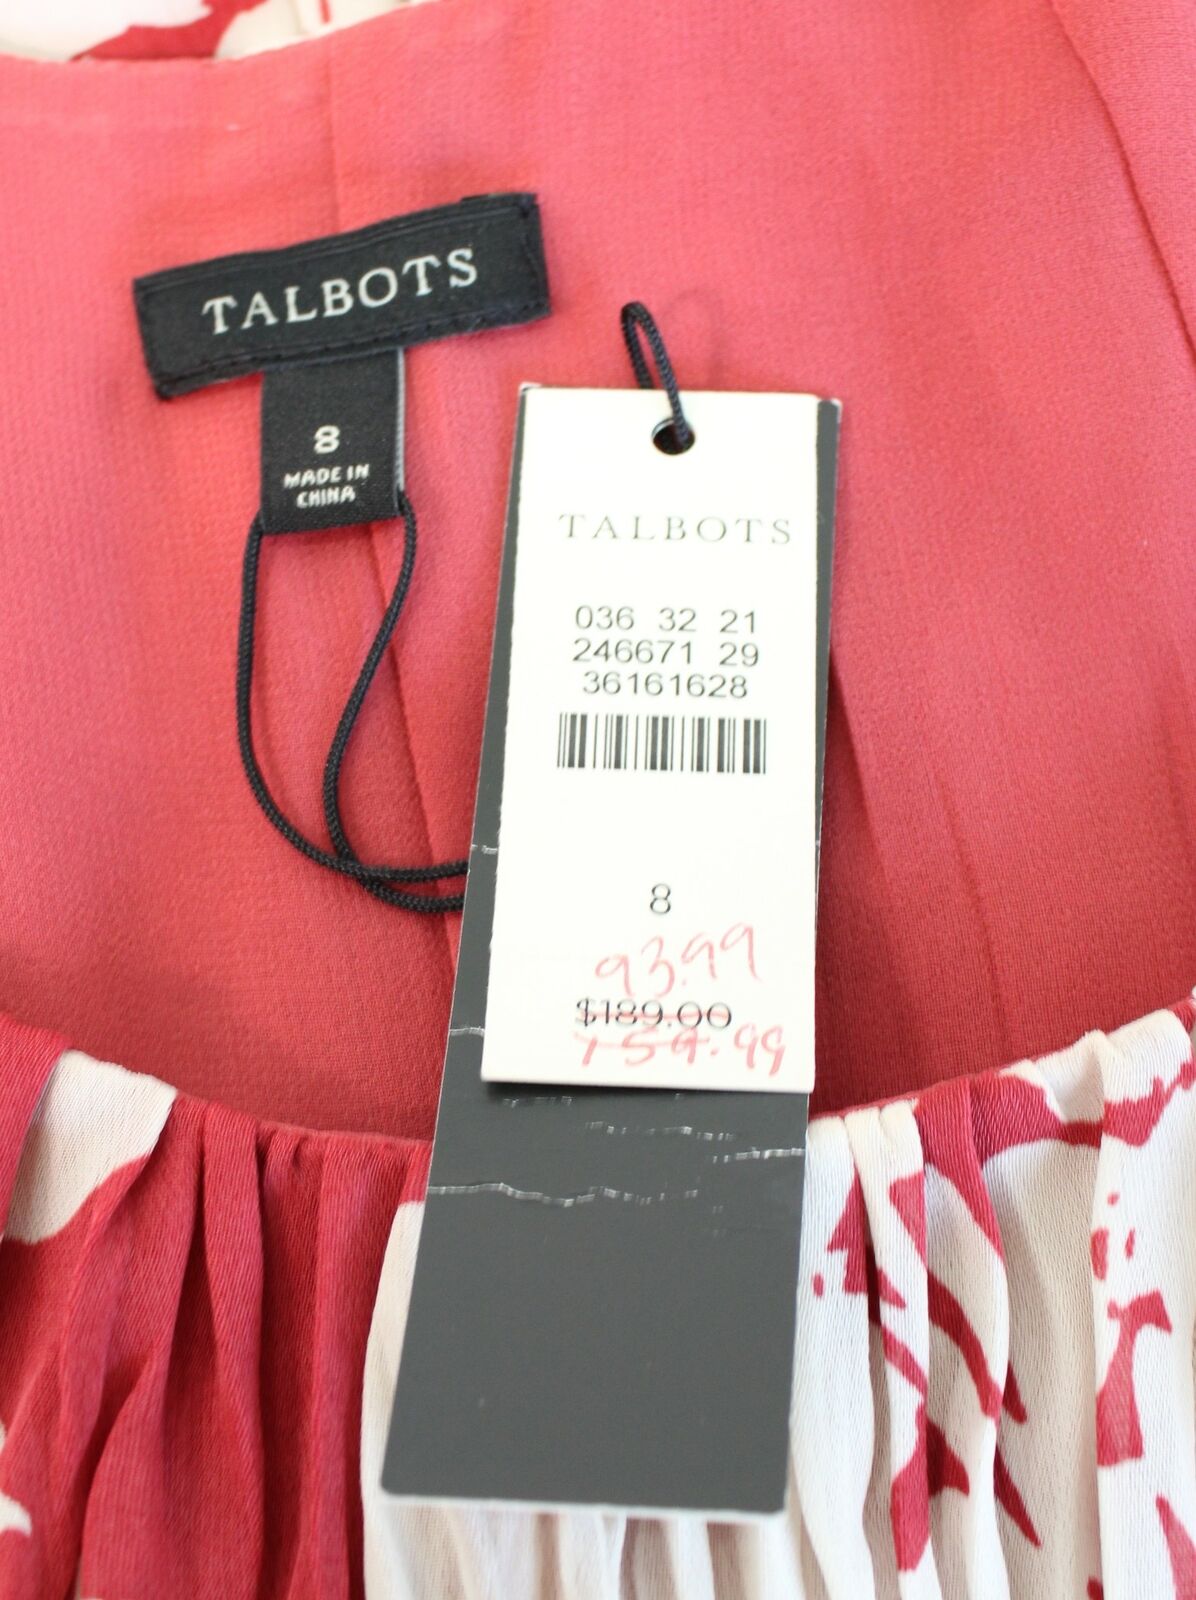 TALBOTS
8
MADE IN
CHINA
TALBOTS
036 32 21
246671 29
36161628
8
93.99
$189.00
159.99